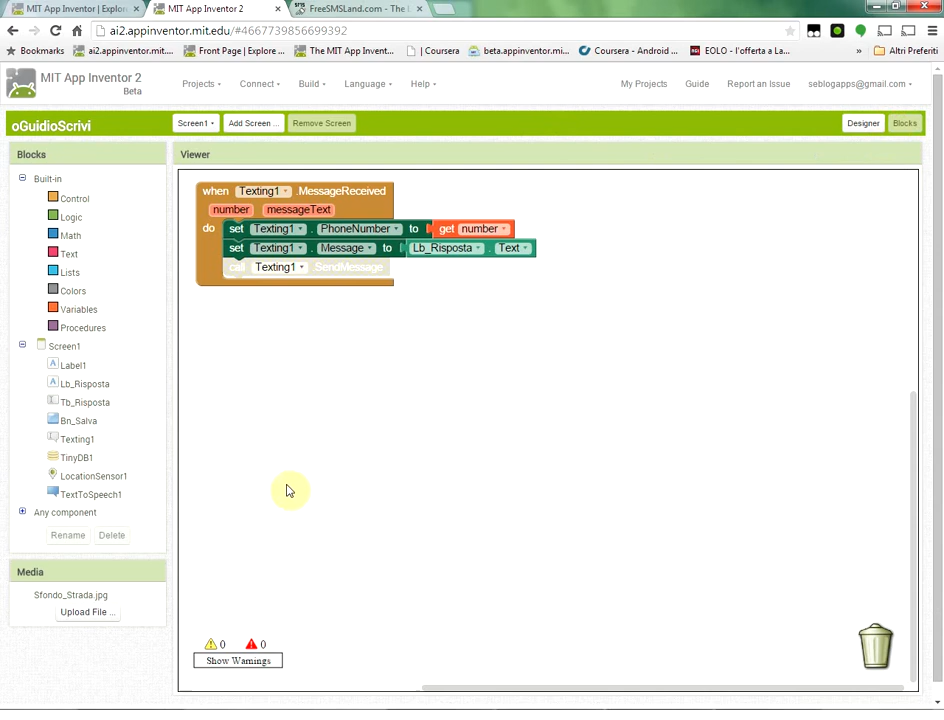 MIT App Inventor | Explor
MIT App Inventor 2
FreeSMSLand.com - The L
ai2.appinventor.mit.edu/#4667739856699392
Bookmarks
ai2.appinventor.mit....
Front Page | Explore ...
The MIT App Invent...
| Coursera
beta.appinventor.mi...
Coursera - Android ...
EOLO - l'offerta a La...
»
Altri Preferiti
MIT App Inventor 2
Beta
Projects
Connect
Build
Language
Help
My Projects
Guide
Report an Issue
seblogapps@gmail.com
oGuidioScrivi
Screen1
Add Screen ...
Remove Screen
Designer
Blocks
Blocks
Viewer
Built-in
Control
Logic
Math
Text
Lists
Colors
Variables
Procedures
Screen1
Label1
Lb_Risposta
Tb_Risposta
Bn_Salva
Texting1
TinyDB1
LocationSensor1
TextToSpeech1
Any component
Rename
Delete
Media
Sfondo_Strada.jpg
Upload File ...
when Texting1 .MessageReceived
number messageText
do set Texting1 . PhoneNumber to get number
set Texting1 . Message to Lb_Risposta . Text
call Texting1 .SendMessage
0 0
Show Warnings